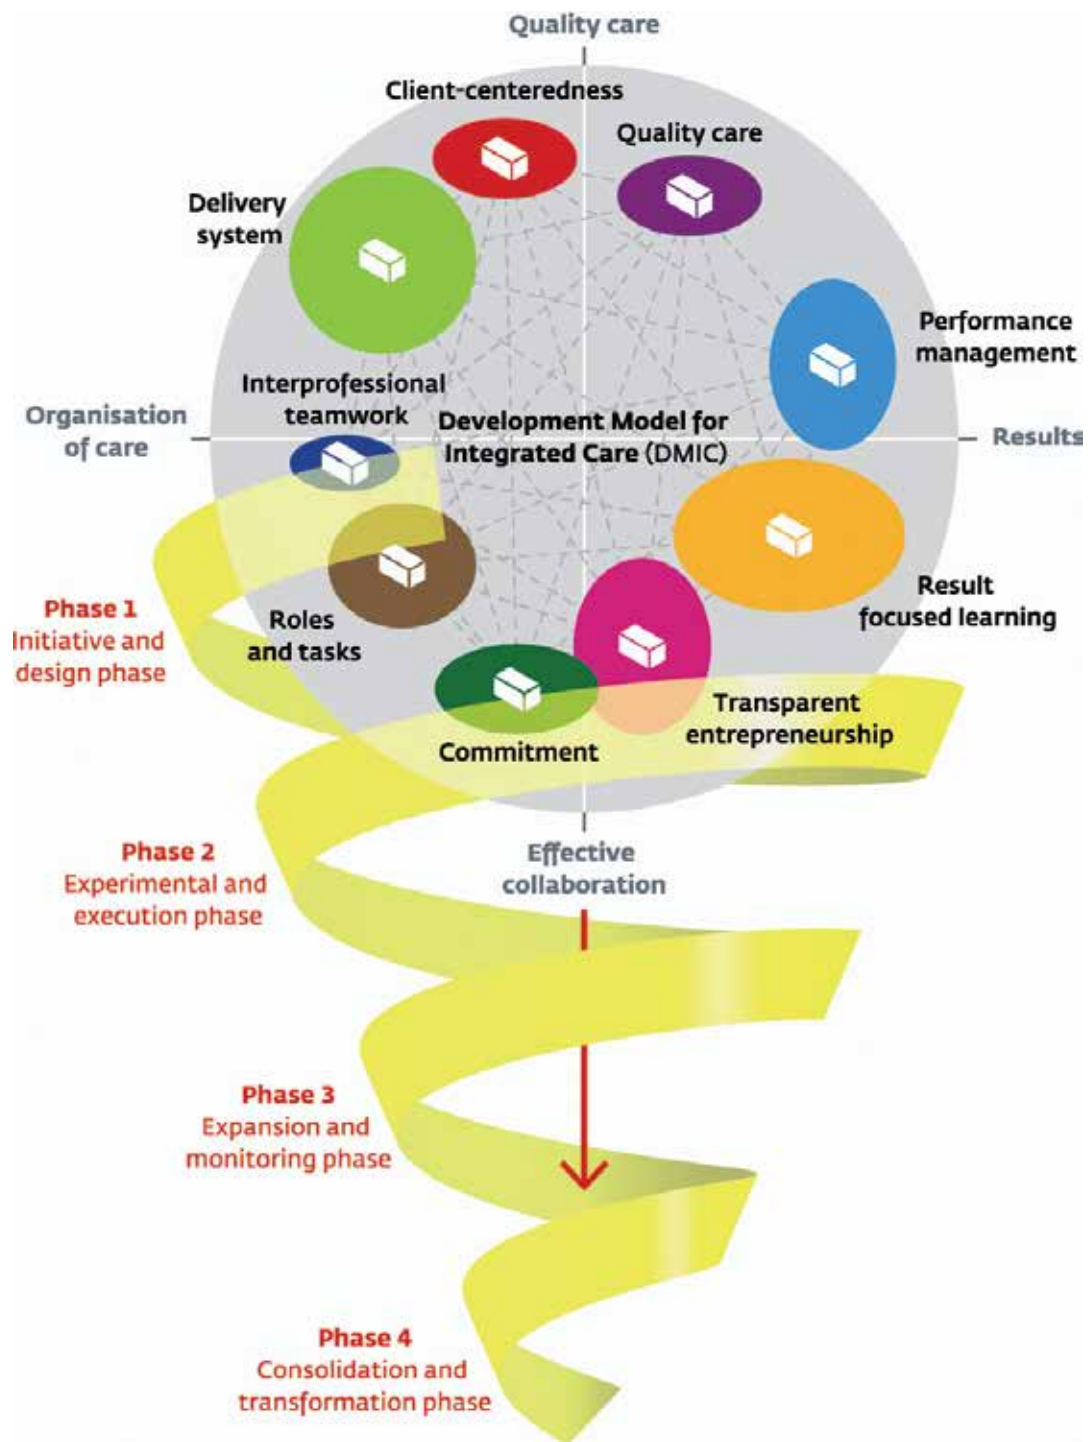 Quality care
Client-centeredness
Quality care
Delivery
system
Performance
management
Interprofessional
teamwork
Organisation
of care
Development Model for
Integrated Care (DMIC)
Results
Result
focused learning
Phase 1
Initiative and
design phase
Roles
and tasks
Transparent
entrepreneurship
Commitment
Effective
collaboration
Phase 2
Experimental and
execution phase
Phase 3
Expansion and
monitoring phase
Phase 4
Consolidation and
transformation phase